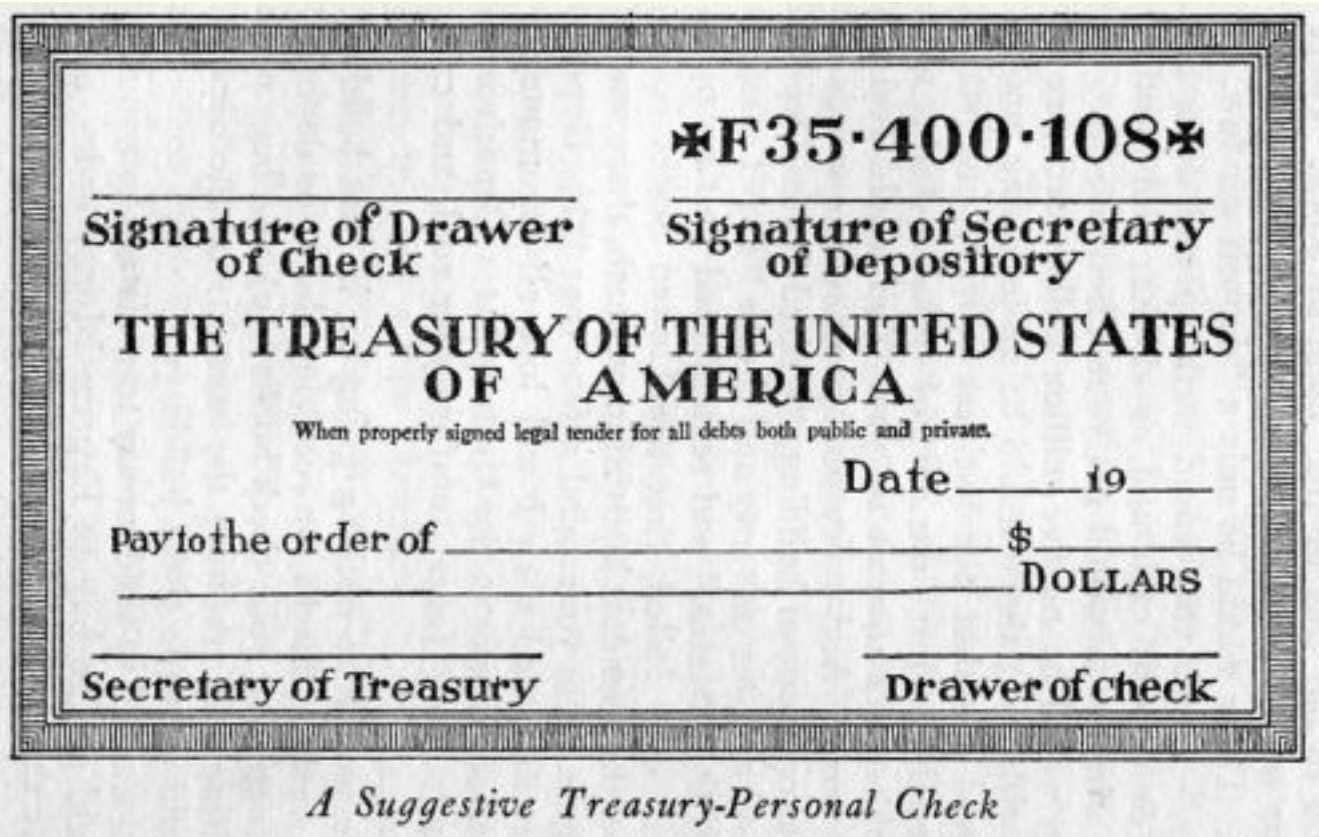 ✠F35·400·108✠
Signature of Drawer
of Check
Signature of Secretary
of Depository
THE TREASURY OF THE UNITED STATES
OF AMERICA
When properly signed legal tender for all debts both public and private.
Date 19
Pay to the order of $
DOLLARS
Secretary of Treasury
Drawer of Check
A Suggestive Treasury-Personal Check